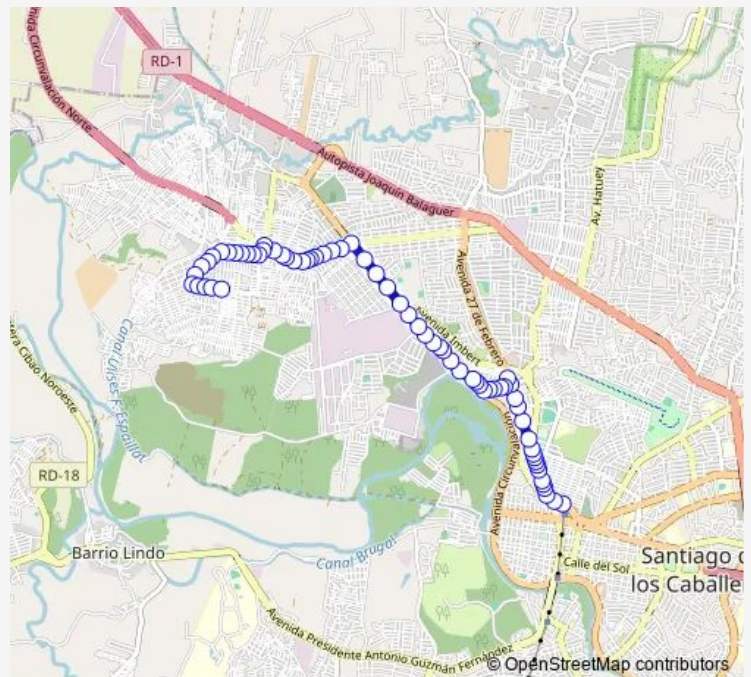 RD-1
Circunvalación Norte
Autopista Joaquín Balaguer
Av. Hatuey
Avenida 27 de Febrero
Avenida Imbert
Canal Ulises F. Espaillat
Cibao Noroeste
RD-18
Avenida Circunvalación
Barrio Lindo
Canal Brugal
Santiago d
los Caballe
Calle del Sol
Avenida Presidente Antonio Guzmán Fernández
© OpenStreetMap contributors